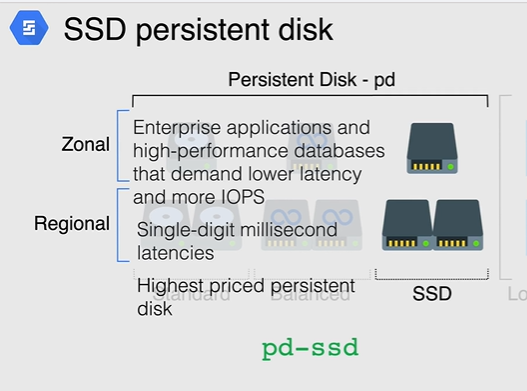 SSD persistent disk
Persistent Disk - pd
Zonal
Enterprise applications and
high-performance databases
that demand lower latency
and more IOPS
Regional
Single-digit millisecond
latencies
Highest priced persistent
disk
Standard
Balanced
SSD
Lo
pd-ssd